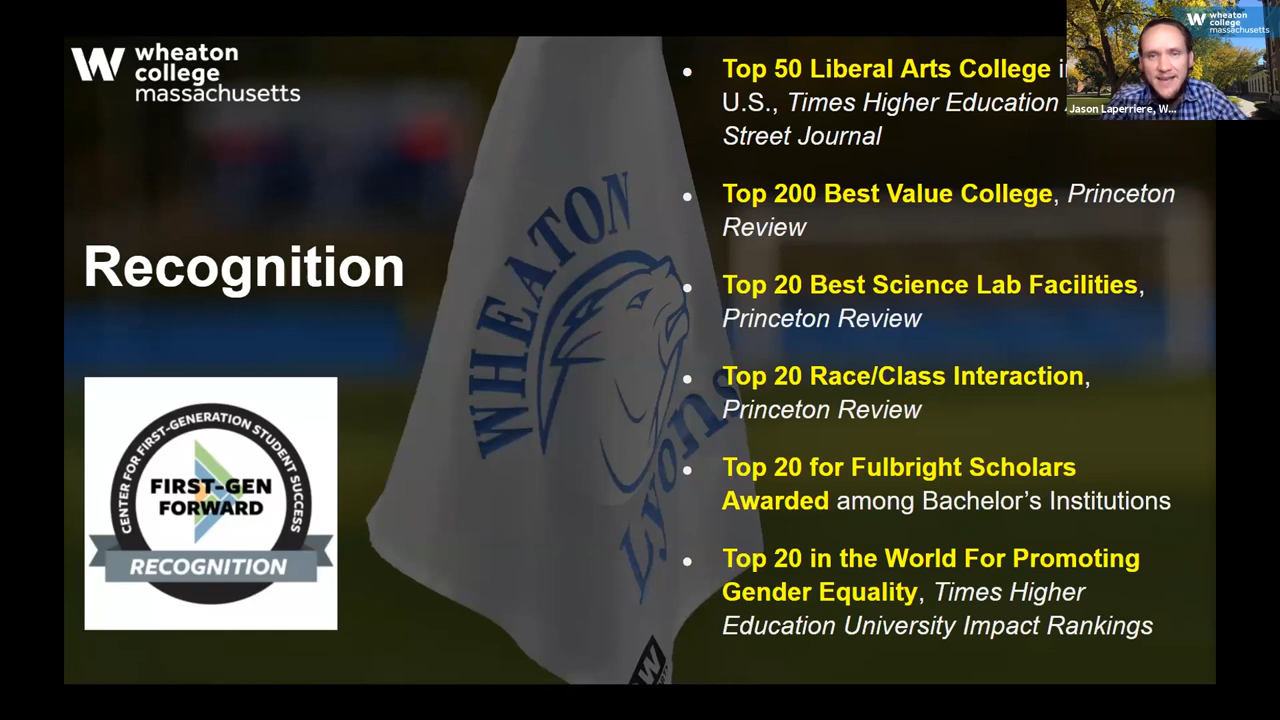 wheaton
college
massachusetts
Recognition
CENTER FOR FIRST-GENERATION STUDENT SUCCESS
FIRST-GEN
FORWARD
RECOGNITION
WHEATON
Lyons
W
Top 50 Liberal Arts College
U.S., Times Higher Education
Street Journal
Top 200 Best Value College, Princeton
Review
Top 20 Best Science Lab Facilities,
Princeton Review
Top 20 Race/Class Interaction,
Princeton Review
Top 20 for Fulbright Scholars
Awarded among Bachelor's Institutions
Top 20 in the World For Promoting
Gender Equality, Times Higher
Education University Impact Rankings
W wheaton
college
massachusetts
Jason Laperriere, W...